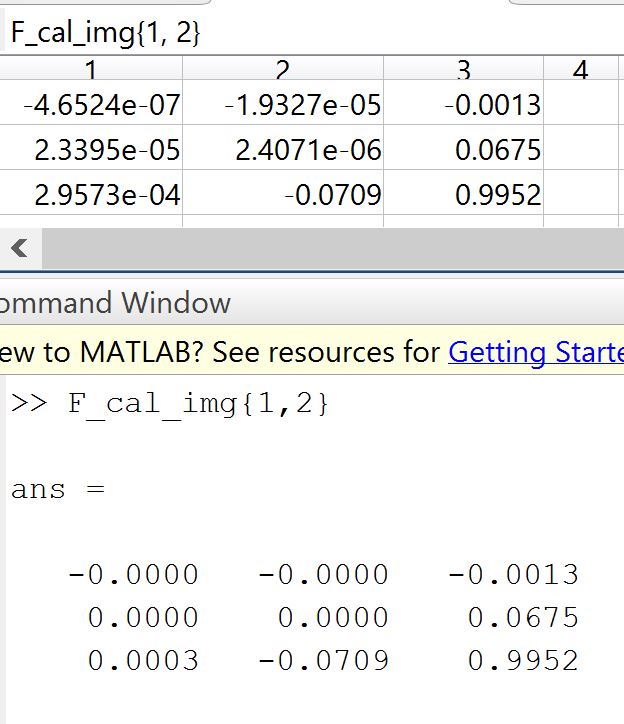 F_cal_img{1, 2}
1 2 3 4
-4.6524e-07 -1.9327e-05 -0.0013
2.3395e-05 2.4071e-06 0.0675
2.9573e-04 -0.0709 0.9952
ommand Window
ew to MATLAB? See resources for Getting Starte
>> F_cal_img{1,2}
ans =
-0.0000 -0.0000 -0.0013
0.0000 0.0000 0.0675
0.0003 -0.0709 0.9952